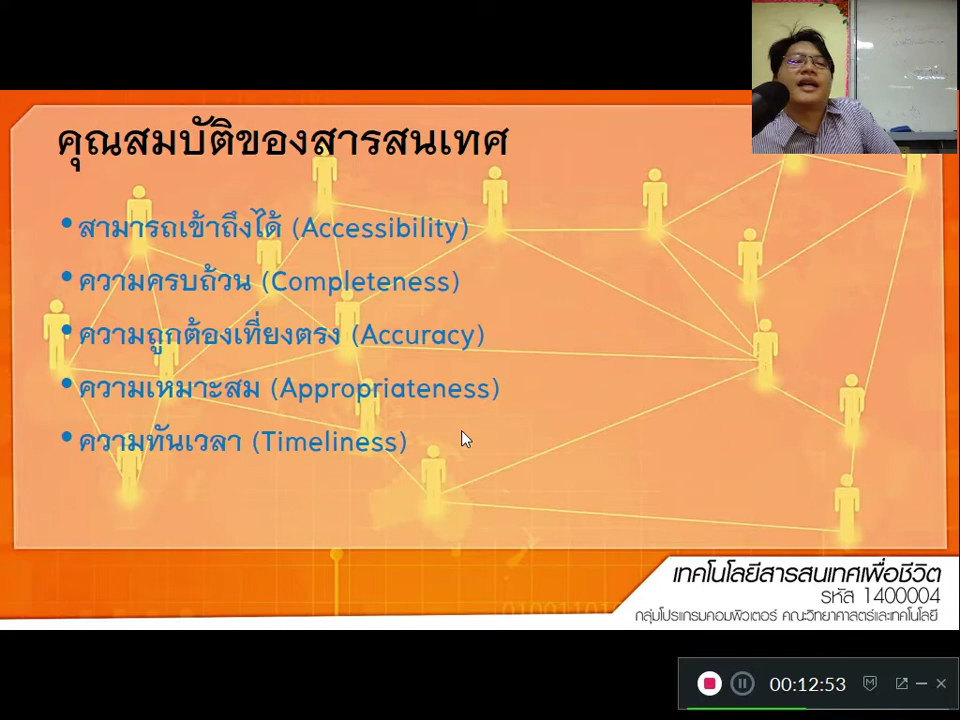 คุณสมบัติของสารสนเทศ
• สามารถเข้าถึงได้ (Accessibility)
• ความครบถ้วน (Completeness)
• ความถูกต้องเที่ยงตรง (Accuracy)
• ความเหมาะสม (Appropriateness)
• ความทันเวลา (Timeliness)
เทคโนโลยีสารสนเทศเพื่อชีวิต
รหัส 1400004
กลุ่มโปรแกรมคอมพิวเตอร์ คณะวิทยาศาสตร์และเทคโนโลยี
00:12:53